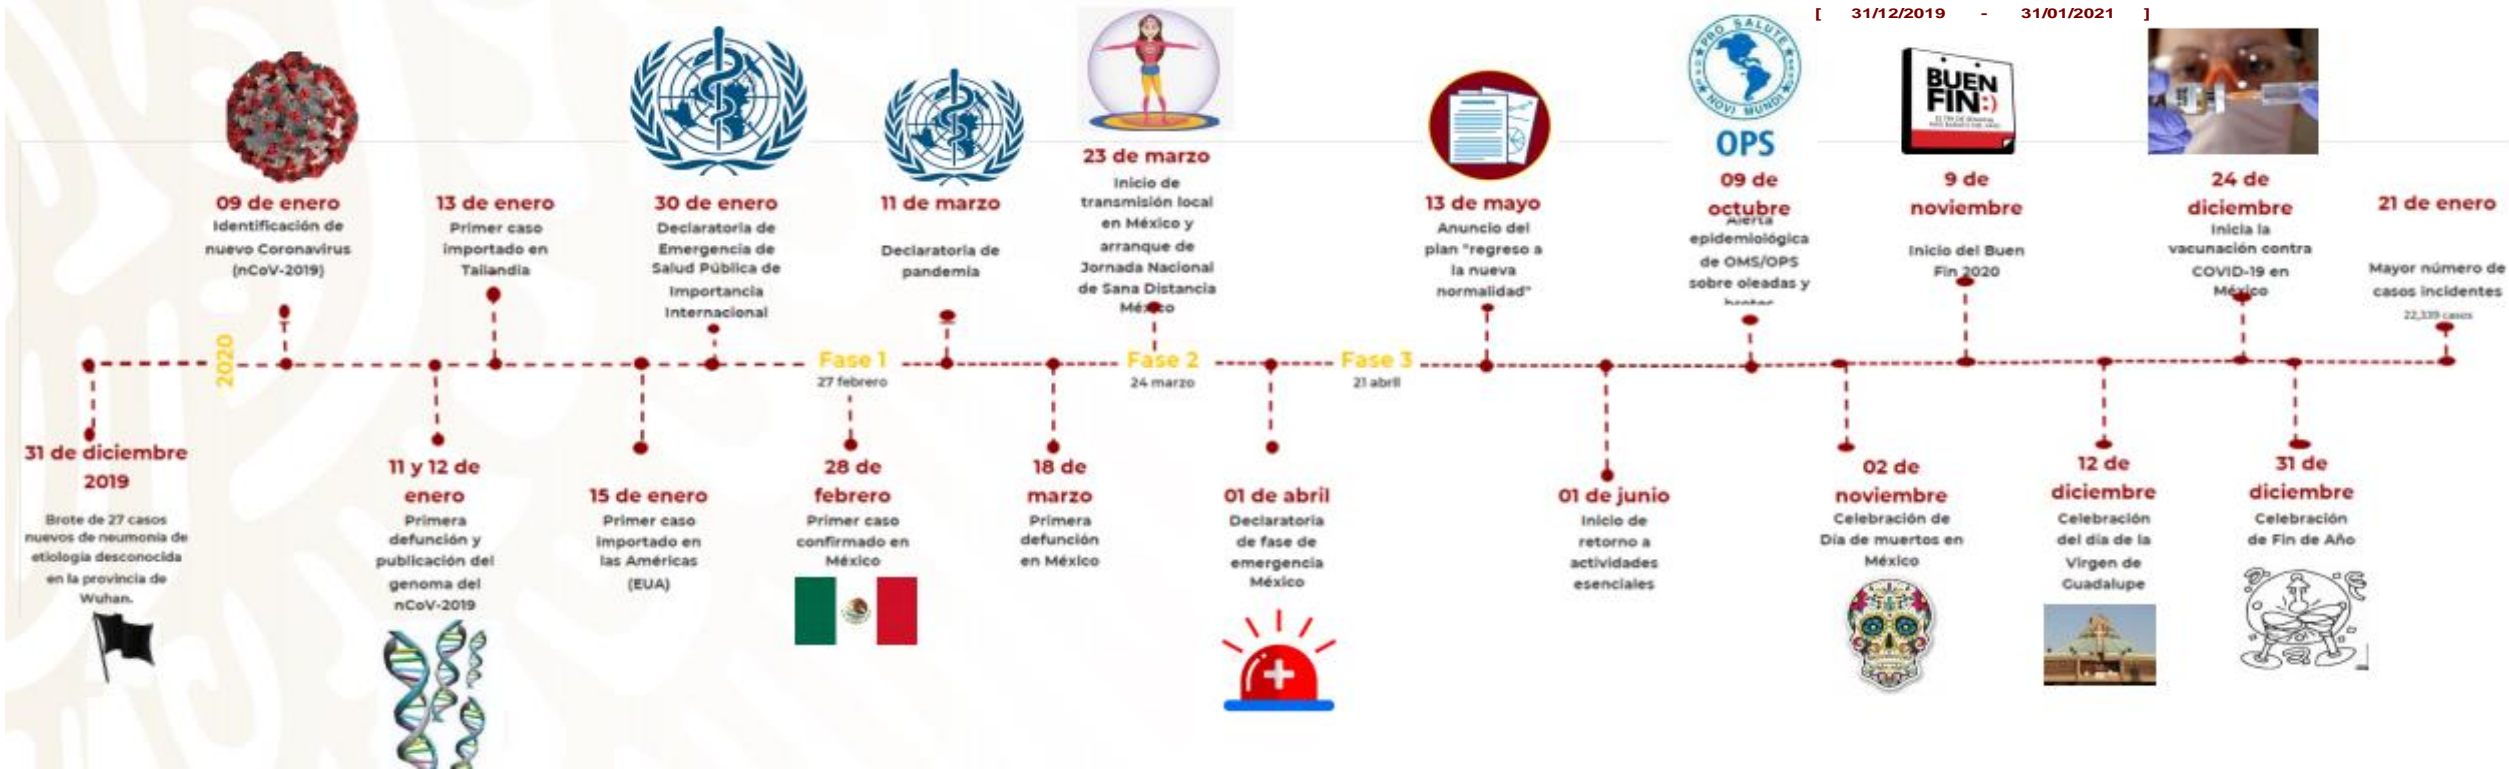 [ 31/12/2019 - 31/01/2021 ]
31 de diciembre
2019
Brote de 27 casos
nuevos de neumonía de
etiología desconocida
en la provincia de
Wuhan.
2020
09 de enero
Identificación de
nuevo Coronavirus
(nCoV-2019)
11 y 12 de
enero
Primera
defunción y
publicación del
genoma del
nCoV-2019
13 de enero
Primer caso
importado en
Tailandia
15 de enero
Primer caso
importado en
las Américas
(EUA)
30 de enero
Declaratoria de
Emergencia de
Salud Pública de
Importancia
Internacional
Fase 1
27 febrero
28 de
febrero
Primer caso
confirmado en
México
11 de marzo
Declaratoria de
pandemia
18 de
marzo
Primera
defunción
en México
23 de marzo
Inicio de
transmisión local
en México y
arranque de
Jornada Nacional
de Sana Distancia
México
Fase 2
24 marzo
01 de abril
Declaratoria
de fase de
emergencia
México
Fase 3
21 abril
13 de mayo
Anuncio del
plan "regreso a
la nueva
normalidad"
01 de junio
Inicio de
retorno a
actividades
esenciales
PRO SALUTE
NOVI MUNDI
OPS
09 de
octubre
Alerta
epidemiológica
de OMS/OPS
sobre oleadas y
brotes
02 de
noviembre
Celebración de
Día de muertos en
México
BUEN
FIN:)
9 de
noviembre
Inicio del Buen
Fin 2020
12 de
diciembre
Celebración
del día de la
Virgen de
Guadalupe
24 de
diciembre
Inicia la
vacunación contra
COVID-19 en
México
31 de
diciembre
Celebración
de Fin de Año
21 de enero
Mayor número de
casos incidentes
22,339 casos